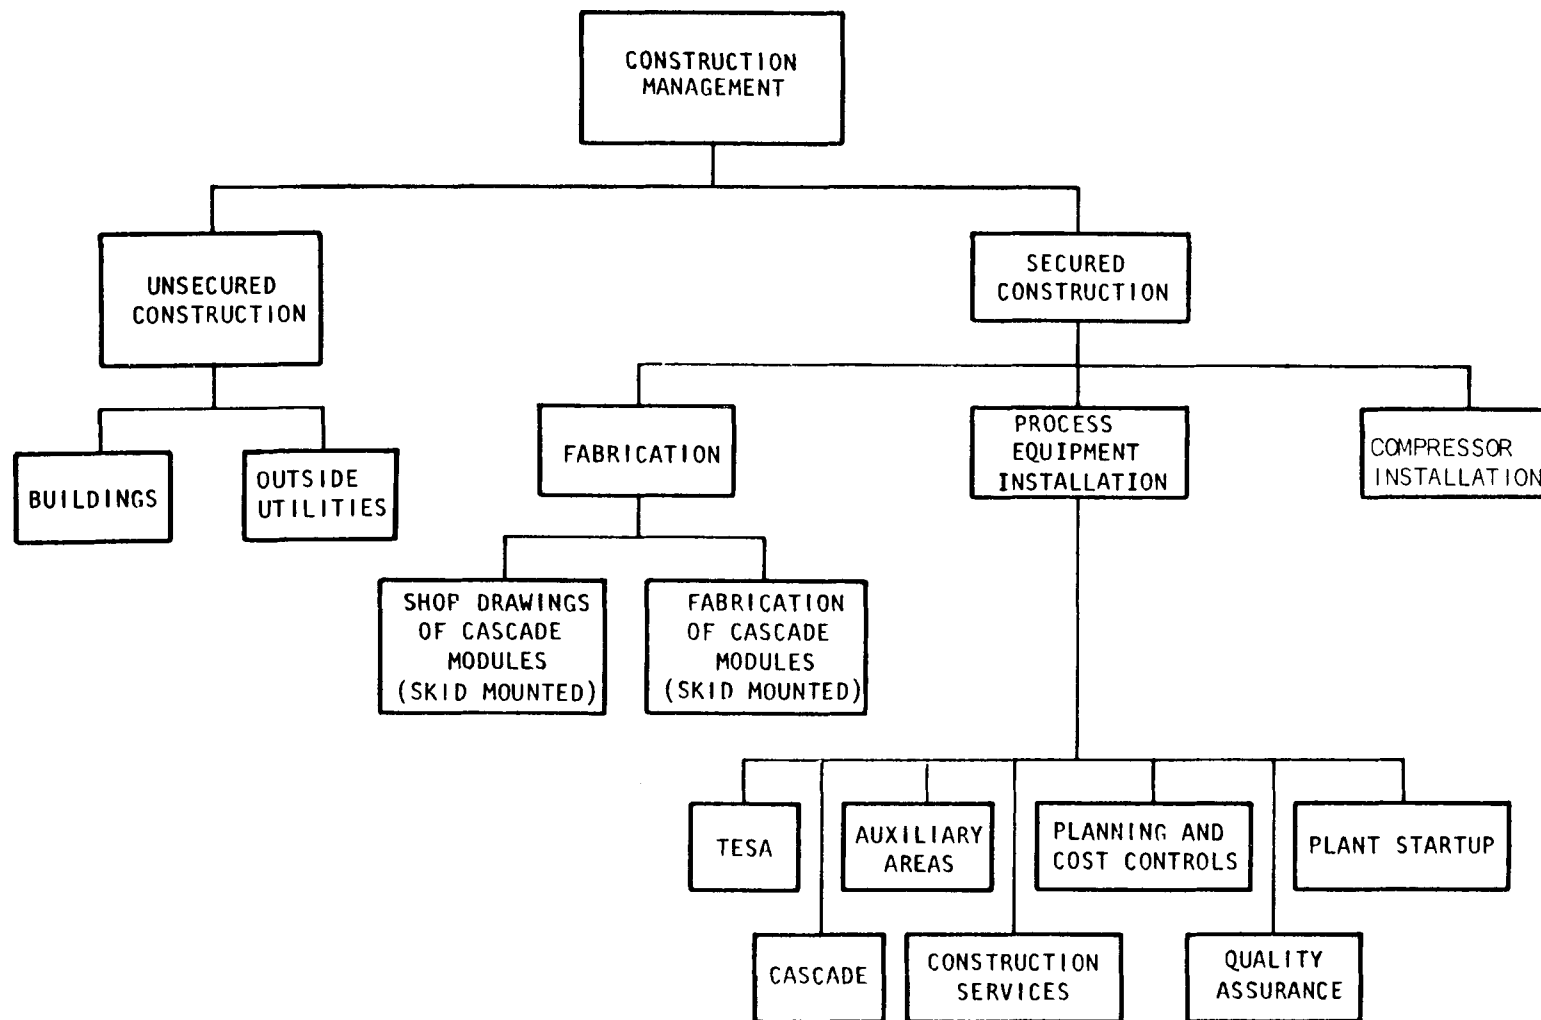 CONSTRUCTION
MANAGEMENT
UNSECURED
CONSTRUCTION
SECURED
CONSTRUCTION
BUILDINGS
OUTSIDE
UTILITIES
FABRICATION
PROCESS
EQUIPMENT
INSTALLATION
COMPRESSOR
INSTALLATION
SHOP DRAWINGS
OF CASCADE
MODULES
(SKID MOUNTED)
FABRICATION
OF CASCADE
MODULES
(SKID MOUNTED)
TESA
AUXILIARY
AREAS
PLANNING AND
COST CONTROLS
PLANT STARTUP
CASCADE
CONSTRUCTION
SERVICES
QUALITY
ASSURANCE